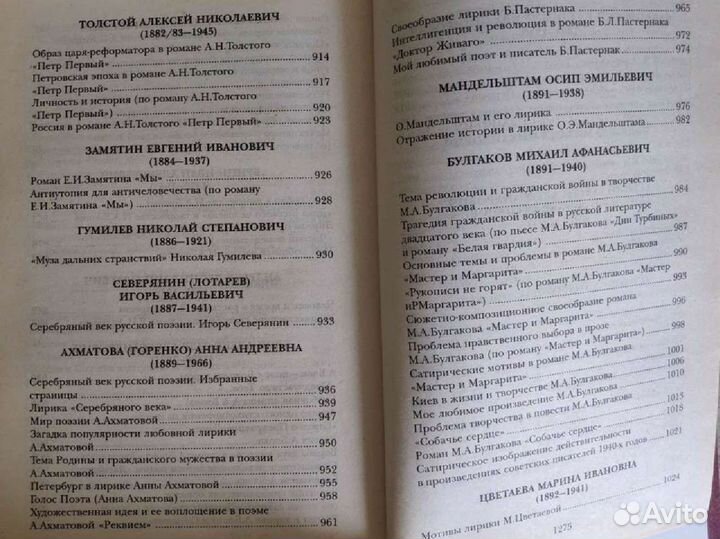 ТОЛСТОЙ АЛЕКСЕЙ НИКОЛАЕВИЧ
(1882/83—1945)
Образ царя-реформатора в романе А.Н.Толстого
«Петр Первый» 914
Петровская эпоха в романе А.Н.Толстого
«Петр Первый» 917
Личность и история (по роману А.Н.Толстого
«Петр Первый») 920
Россия в романе А.Н.Толстого «Петр Первый» 923
ЗАМЯТИН ЕВГЕНИЙ ИВАНОВИЧ
(1884—1937)
Роман Е.И.Замятина «Мы» 926
Антиутопия для античеловечества (по роману
Е.И.Замятина «Мы») 928
ГУМИЛЕВ НИКОЛАЙ СТЕПАНОВИЧ
(1886—1921)
«Муза дальних странствий» Николая Гумилева 930
СЕВЕРЯНИН (ЛОТАРЕВ)
ИГОРЬ ВАСИЛЬЕВИЧ
(1887—1941)
Серебряный век русской поэзии. Игорь Северянин 933
АХМАТОВА (ГОРЕНКО) АННА АНДРЕЕВНА
(1889—1966)
Серебряный век русской поэзии. Избранные
страницы 936
Лирика «Серебряного века» 939
Мир поэзии А.Ахматовой 947
Загадка популярности любовной лирики
А.Ахматовой 950
Тема Родины и гражданского мужества в поэзии
А.Ахматовой 952
Петербург в лирике Анны Ахматовой 955
Голос Поэта (Анна Ахматова) 958
Художественная идея и ее воплощение в поэме
А.Ахматовой «Реквием» 961
Своеобразие лирики Б.Пастернака 965
Интеллигенция и революция в романе Б.Л.Пастернака
«Доктор Живаго» 972
Мой любимый поэт и писатель Б.Пастернак 974
МАНДЕЛЬШТАМ ОСИП ЭМИЛЬЕВИЧ
(1891—1938)
О.Мандельштам и его лирика 976
Отражение истории в лирике О.Э.Мандельштама 982
БУЛГАКОВ МИХАИЛ АФАНАСЬЕВИЧ
(1891—1940)
Тема революции и гражданской войны в творчестве
М.А.Булгакова 984
Трагедия гражданской войны в русской литературе
двадцатого века (по пьессе М.А.Булгакова «Дни Турбиных»
и роману «Белая гвардия») 987
Основные темы и проблемы в романе М.А.Булгакова
«Мастер и Маргарита» 990
«Рукописи не горят» (по роману М.А.Булгакова «Мастер
иРМаргарита») 993
Сюжетно-композиционное своеобразие романа
М.А.Булгакова «Мастер и Маргарита» 996
Проблема нравственного выбора в прозе
М.А.Булгакова (по роману «Мастер и Маргарита») 998
Сатирические мотивы в романе М.А.Булгакова
«Мастер и Маргарита» 1001
Киев в жизни и творчестве М.А.Булгакова 1006
Мое любимое произведение М.А.Булгакова 1013
Проблема творчества в повести М.А.Булгакова
«Собачье сердце» 1015
Роман М.А.Булгакова «Собачье сердце» 1018
Сатирическое изображение действительности
в произведениях советских писателей 1940-х годов 1021
ЦВЕТАЕВА МАРИНА ИВАНОВНА
(1892—1941)
Мотивы лирики М.Цветаевой 1024
1275
Avito